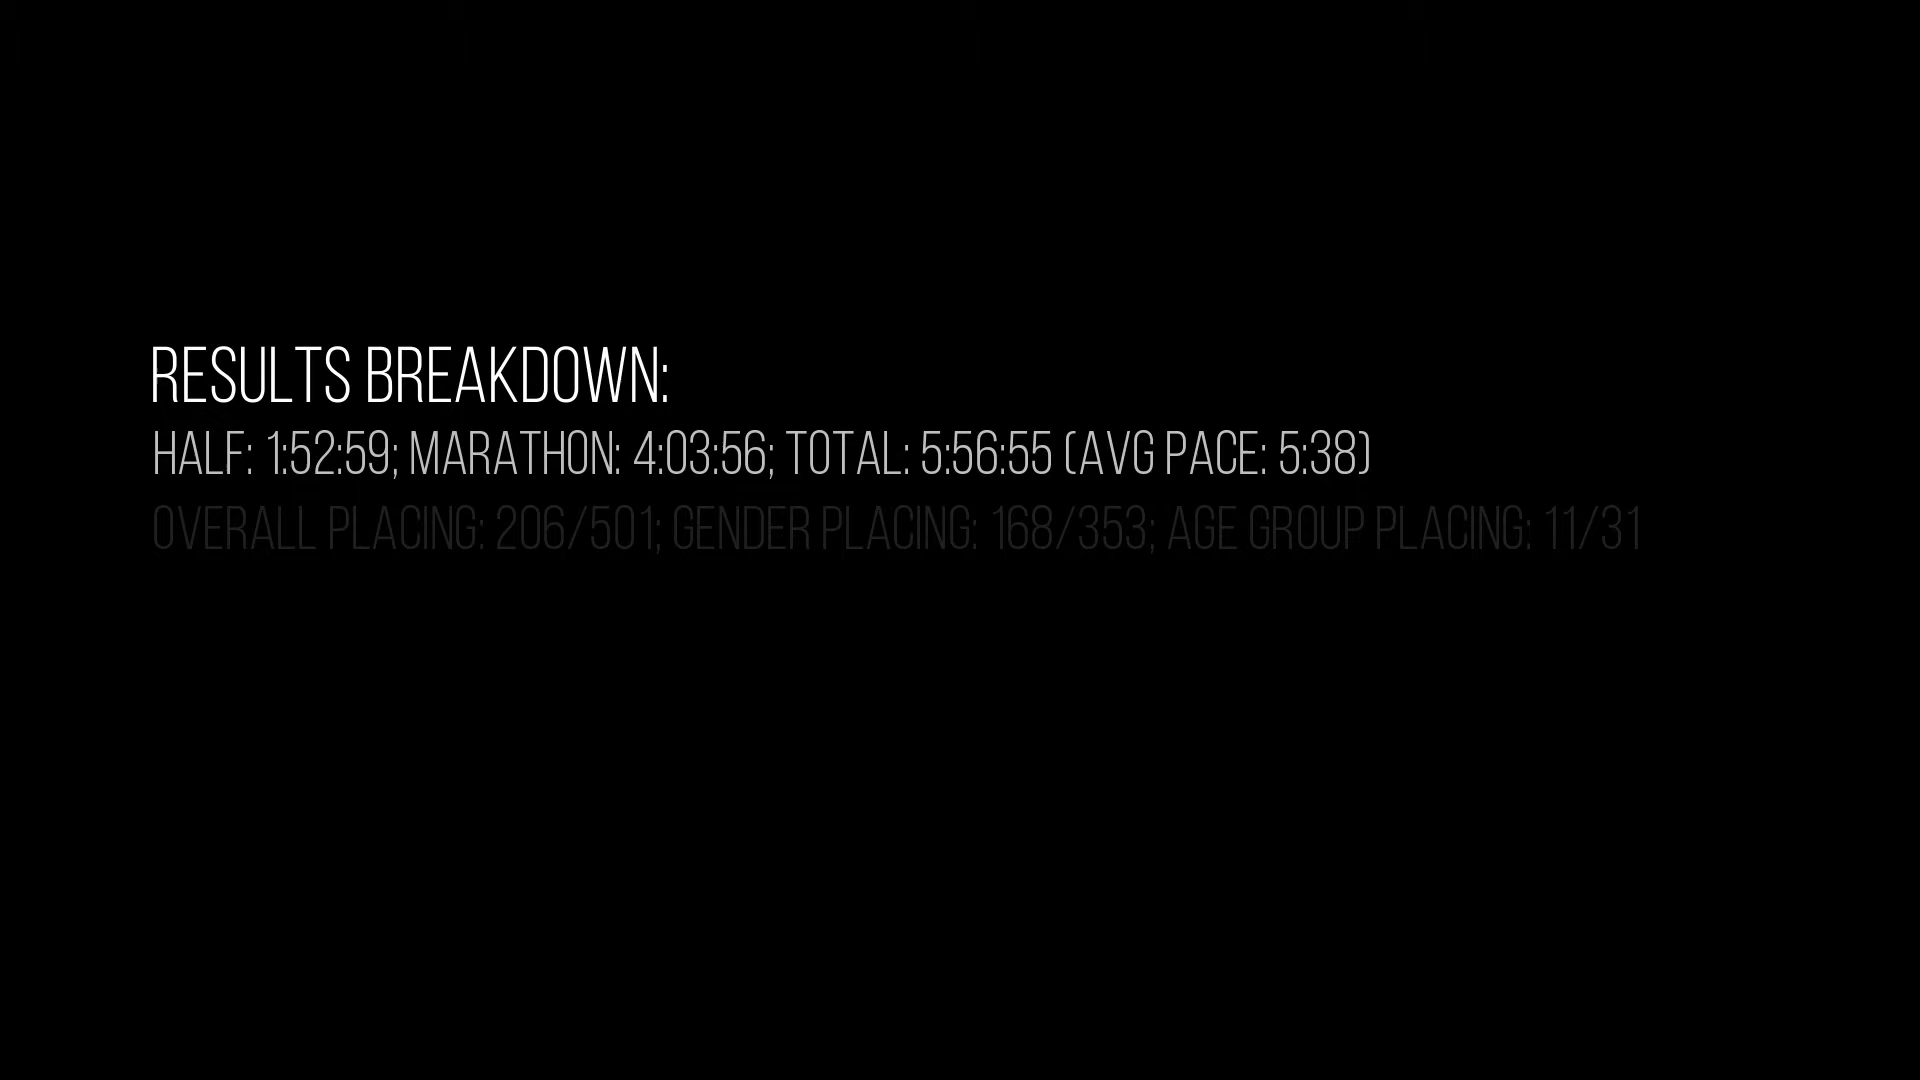 RESULTS BREAKDOWN:
HALF: 1:52:59; MARATHON: 4:03:56; TOTAL: 5:56:55 (AVG PACE: 5:38)
OVERALL PLACING: 206/501; GENDER PLACING: 168/353; AGE GROUP PLACING: 11/31